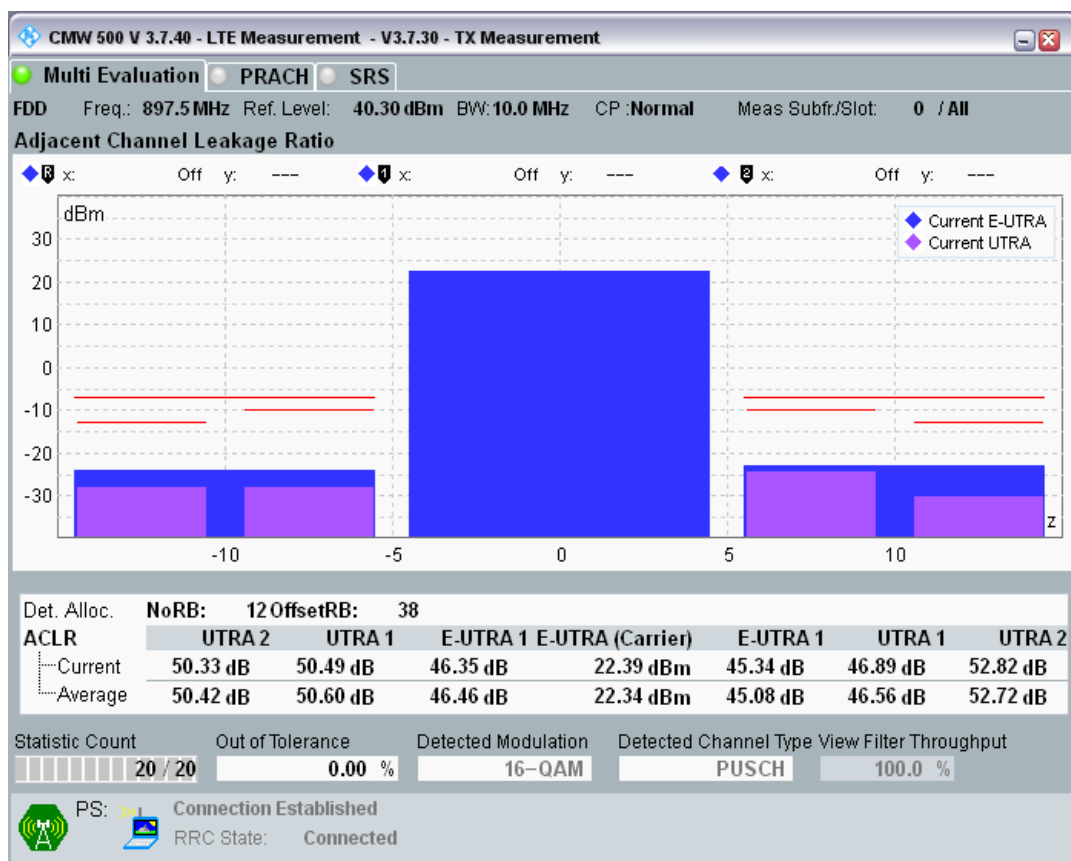 CMW 500 V 3.7.40 - LTE Measurement - V3.7.30 - TX Measurement
Multi Evaluation PRACH SRS
FDD Freq.: 897.5 MHz Ref. Level: 40.30 dBm BW: 10.0 MHz CP :Normal Meas Subfr./Slot: 0 / All
Adjacent Channel Leakage Ratio
R x: Off y: --- 1 x: Off y: --- 2 x: Off y: ---
dBm
Current E-UTRA
Current UTRA
30
20
10
0
-10
-20
-30
z
-10 -5 0 5 10
Det. Alloc. NoRB: 12 OffsetRB: 38
ACLR UTRA 2 UTRA 1 E-UTRA 1 E-UTRA (Carrier) E-UTRA 1 UTRA 1 UTRA 2
Current 50.33 dB 50.49 dB 46.35 dB 22.39 dBm 45.34 dB 46.89 dB 52.82 dB
Average 50.42 dB 50.60 dB 46.46 dB 22.34 dBm 45.08 dB 46.56 dB 52.72 dB
Statistic Count Out of Tolerance Detected Modulation Detected Channel Type View Filter Throughput
20 / 20 0.00 % 16-QAM PUSCH 100.0 %
PS: Connection Established
RRC State: Connected